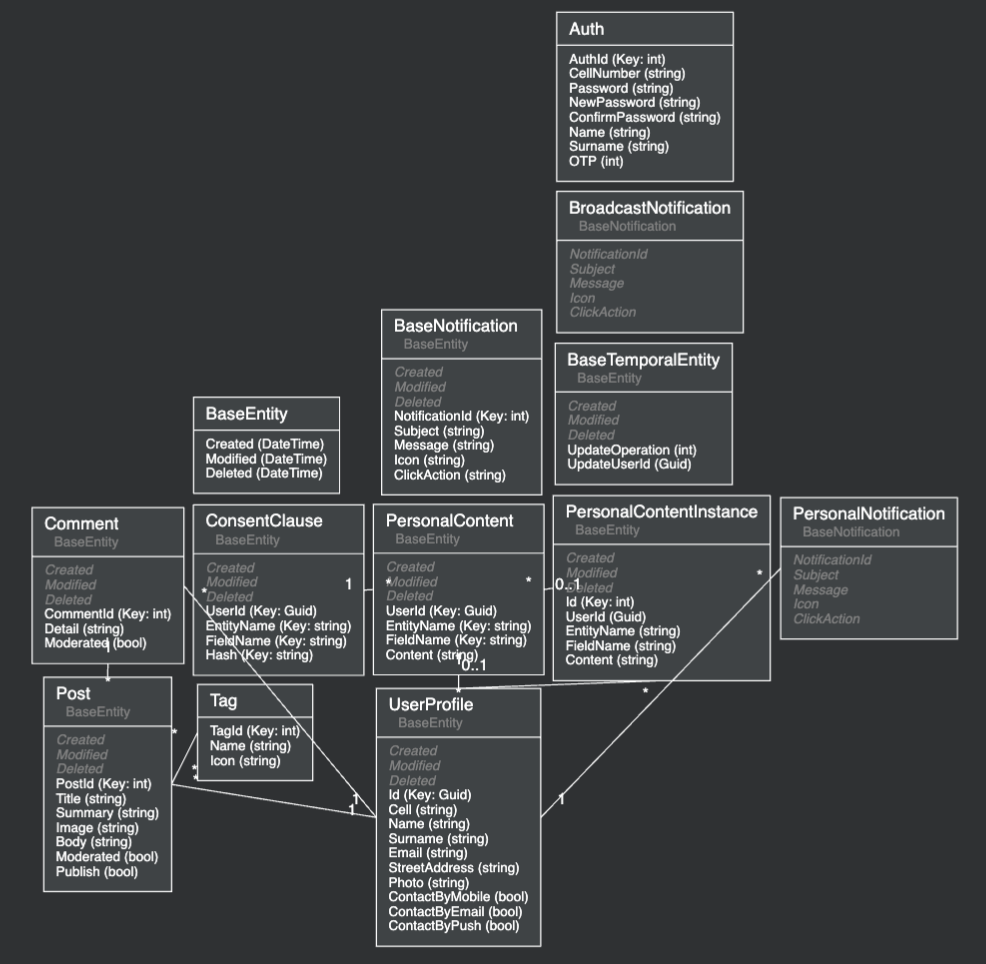 Auth
AuthId (Key: int)
CellNumber (string)
Password (string)
NewPassword (string)
ConfirmPassword (string)
Name (string)
Surname (string)
OTP (int)
BroadcastNotification
BaseNotification
NotificationId
Subject
Message
Icon
ClickAction
BaseNotification
BaseEntity
Created
Modified
Deleted
NotificationId (Key: int)
Subject (string)
Message (string)
Icon (string)
ClickAction (string)
BaseTemporalEntity
BaseEntity
Created
Modified
Deleted
UpdateOperation (int)
UpdateUserId (Guid)
BaseEntity
Created (DateTime)
Modified (DateTime)
Deleted (DateTime)
Comment
BaseEntity
Created
Modified
Deleted
CommentId (Key: int)
Detail (string)
Moderated (bool)
1
*
*
ConsentClause
BaseEntity
Created
Modified
Deleted
UserId (Key: Guid)
EntityName (Key: string)
FieldName (Key: string)
Hash (Key: string)
1
*
PersonalContent
BaseEntity
Created
Modified
Deleted
UserId (Key: Guid)
EntityName (Key: string)
FieldName (Key: string)
Content (string)
*
0..1
0..1
*
PersonalContentInstance
BaseEntity
Created
Modified
Deleted
Id (Key: int)
UserId (Guid)
EntityName (string)
FieldName (string)
Content (string)
*
*
PersonalNotification
BaseNotification
NotificationId
Subject
Message
Icon
ClickAction
Post
BaseEntity
Created
Modified
Deleted
PostId (Key: int)
Title (string)
Summary (string)
Image (string)
Body (string)
Moderated (bool)
Publish (bool)
*
*
*
Tag
TagId (Key: int)
Name (string)
Icon (string)
1
1
UserProfile
BaseEntity
Created
Modified
Deleted
Id (Key: Guid)
Cell (string)
Name (string)
Surname (string)
Email (string)
StreetAddress (string)
Photo (string)
ContactByMobile (bool)
ContactByEmail (bool)
ContactByPush (bool)
1